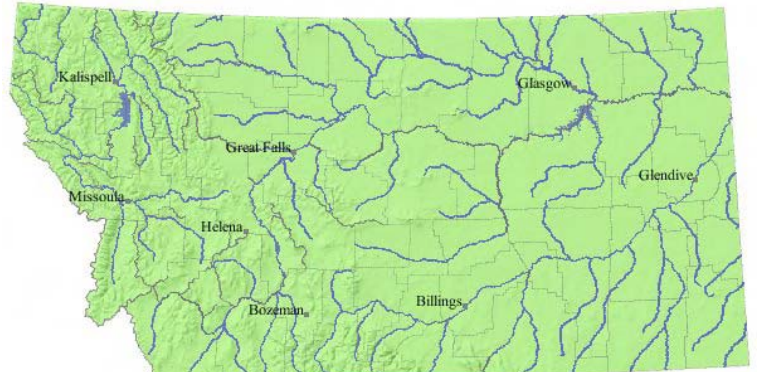 Kalispell
Glasgow
Great Falls
Glendive
Missoula
Helena
Billings
Bozeman